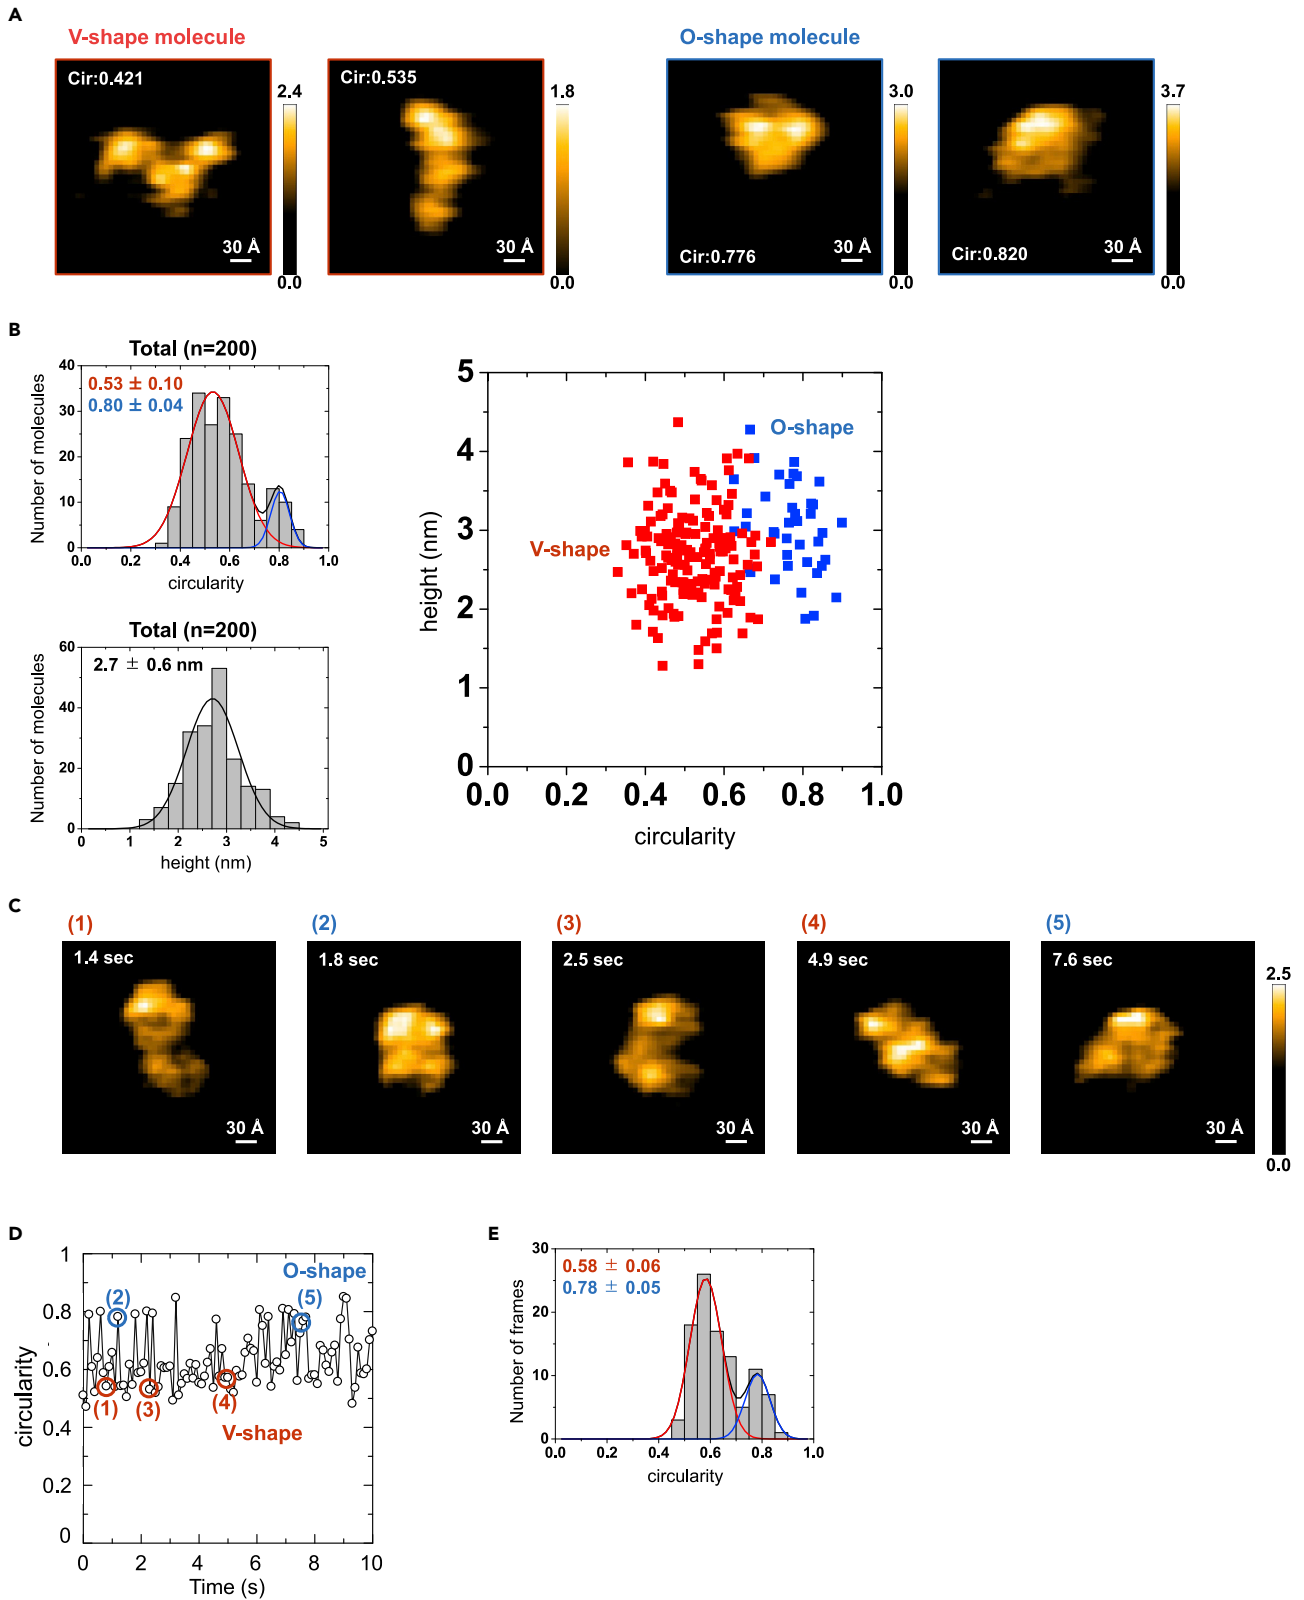 A
V-shape molecule
O-shape molecule
Cir:0.421
2.4
0.0
30 Å
Cir:0.535
1.8
0.0
30 Å
Cir:0.776
3.0
0.0
30 Å
Cir:0.820
3.7
0.0
30 Å
B
Total (n=200)
0.53 ± 0.10
0.80 ± 0.04
Number of molecules
40
30
20
10
0
0.0 0.2 0.4 0.6 0.8 1.0
circularity
Total (n=200)
2.7 ± 0.6 nm
Number of molecules
60
40
20
0
0 1 2 3 4 5
height (nm)
O-shape
V-shape
height (nm)
5
4
3
2
1
0
0.0 0.2 0.4 0.6 0.8 1.0
circularity
C
(1)
(2)
(3)
(4)
(5)
1.4 sec
30 Å
1.8 sec
30 Å
2.5 sec
30 Å
4.9 sec
30 Å
7.6 sec
30 Å
2.5
0.0
D
circularity
1
0.8
0.6
0.4
0.2
0
O-shape
(2)
(5)
(1)
(3)
(4)
V-shape
0 2 4 6 8 10
Time (s)
E
0.58 ± 0.06
0.78 ± 0.05
Number of frames
30
20
10
0
0.0 0.2 0.4 0.6 0.8 1.0
circularity